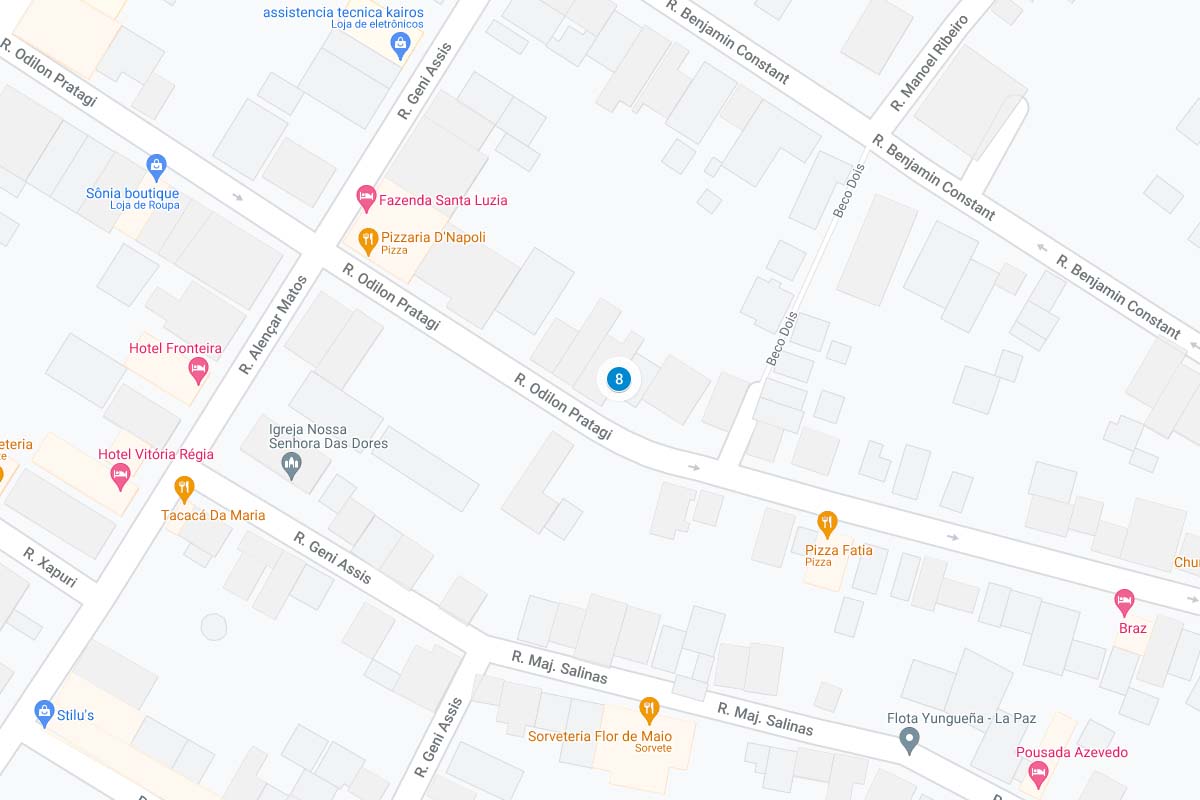 assistencia tecnica kairos
Loja de eletrônicos
R. Benjamin Constant
R. Manoel Ribeiro
R. Odilon Pratagi
R. Geni Assis
R. Benjamin Constant
Sônia boutique
Loja de Roupa
Fazenda Santa Luzia
Beco Dois
Pizzaria D'Napoli
Pizza
R. Odilon Pratagi
R. Benjamin Constant
R. Alençar Matos
Beco Dois
Hotel Fronteira
8
R. Odilon Pratagi
Igreja Nossa
Senhora Das Dores
Hotel Vitória Régia
Tacacá Da Maria
R. Xapuri
R. Geni Assis
Pizza Fatia
Pizza
Braz
R. Maj. Salinas
R. Geni Assis
Stilu's
Sorveteria Flor de Maio
Sorvete
R. Maj. Salinas
Flota Yungueña - La Paz
Pousada Azevedo